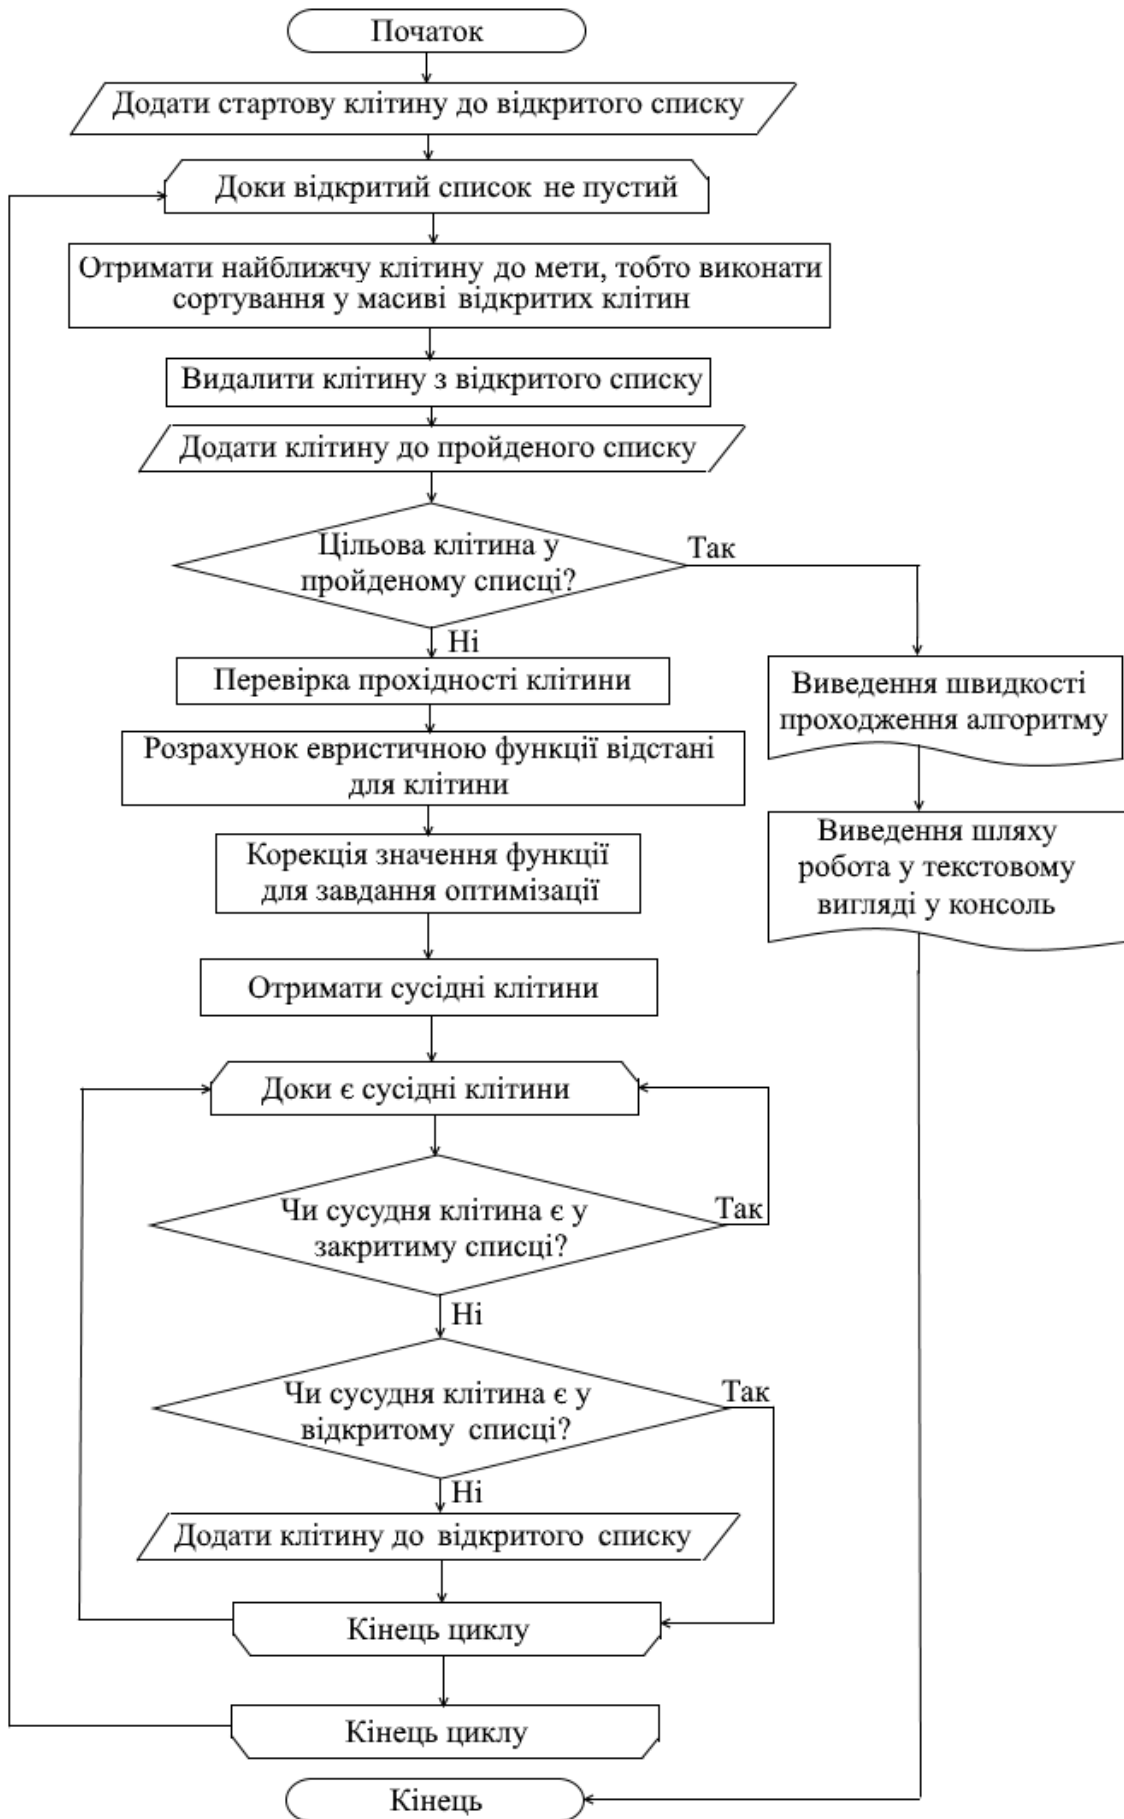 Початок
Додати стартову клітину до відкритого списку
Доки відкритий список не пустий
Отримати найближчу клітину до мети, тобто виконати
сортування у масиві відкритих клітин
Видалити клітину з відкритого списку
Додати клітину до пройденого списку
Цільова клітина у
пройденому списці?
Так
Ні
Перевірка прохідності клітини
Розрахунок евристичною функції відстані
для клітини
Корекція значення функції
для завдання оптимізації
Виведення швидкості
проходження алгоритму
Виведення шляху
робота у текстовому
вигляді у консоль
Отримати сусідні клітини
Доки є сусідні клітини
Чи сусудня клітина є у
закритиму списці?
Так
Ні
Чи сусудня клітина є у
відкритому списці?
Так
Ні
Додати клітину до відкритого списку
Кінець циклу
Кінець циклу
Кінець